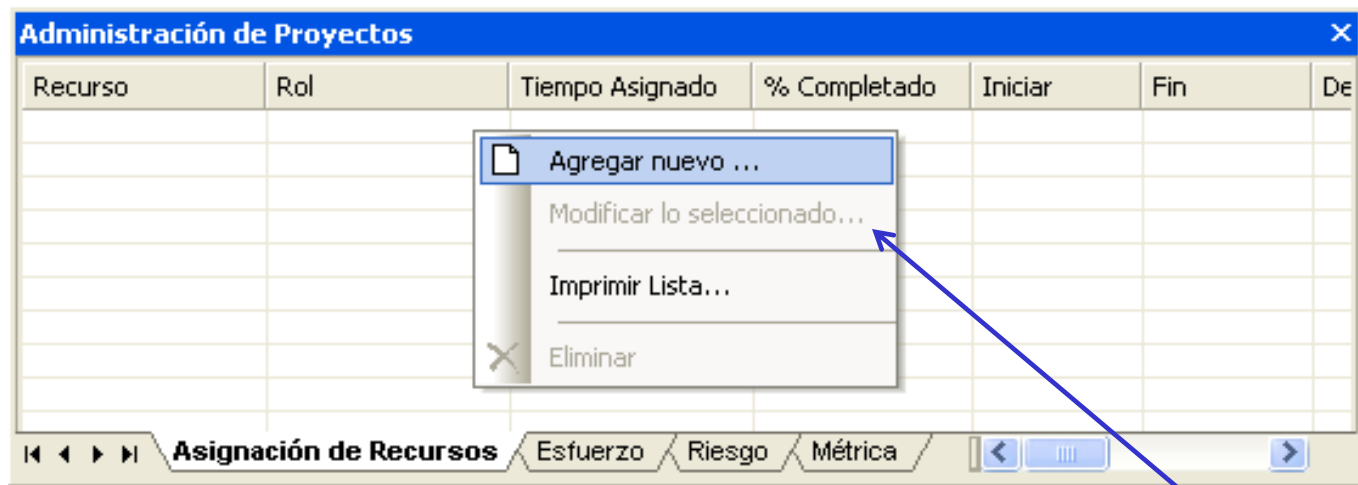 Administración de Proyectos
Recurso Rol Tiempo Asignado % Completado Iniciar Fin De
Agregar nuevo ...
Modificar lo seleccionado...
Imprimir Lista...
Eliminar
Asignación de Recursos Esfuerzo Riesgo Métrica